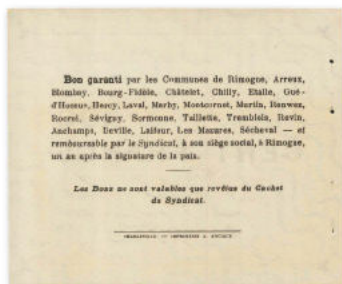 Bon garanti par les Communes de Rimogne, Arreux,
Blombay, Bourg-Fidèle, Châtelet, Chilly, Etalle, Gué-
d'Hossus, Harcy, Laval, Marby, Montcornet, Murtin, Renwez,
Rocroi, Sévigny, Sormonne, Taillette, Tremblois, Revin,
Anchamps, Deville, Laifour, Les Mazures, Sécheval — et
remboursable par le Syndicat, à son siège social, à Rimogne,
un an après la signature de la paix.
Les Bons ne sont valables que revêtus du Cachet
du Syndicat.
IMPRIMERIE